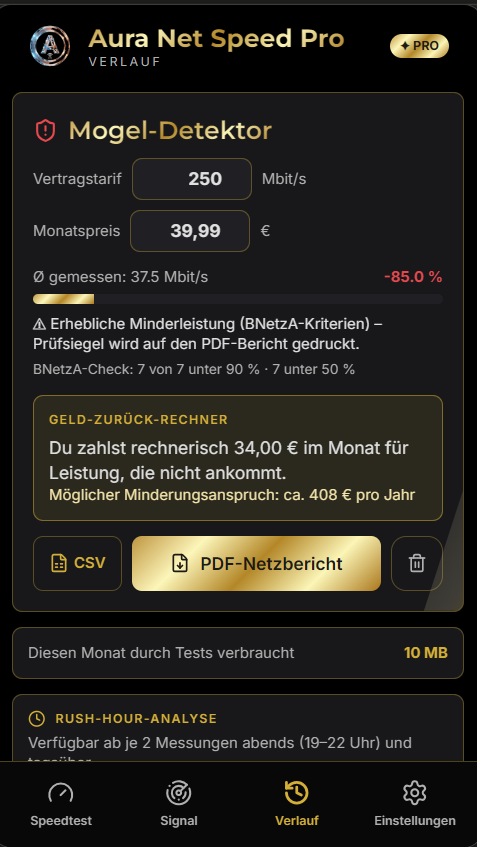 Aura Net Speed Pro
VERLAUF
✦ PRO
Mogel-Detektor
Vertragstarif 250 Mbit/s
Monatspreis 39,99 €
Ø gemessen: 37.5 Mbit/s -85.0 %
⚠ Erhebliche Minderleistung (BNetzA-Kriterien) –
Prüfsiegel wird auf den PDF-Bericht gedruckt.
BNetzA-Check: 7 von 7 unter 90 % · 7 unter 50 %
GELD-ZURÜCK-RECHNER
Du zahlst rechnerisch 34,00 € im Monat für
Leistung, die nicht ankommt.
Möglicher Minderungsanspruch: ca. 408 € pro Jahr
CSV
PDF-Netzbericht
Diesen Monat durch Tests verbraucht 10 MB
RUSH-HOUR-ANALYSE
Verfügbar ab je 2 Messungen abends (19–22 Uhr) und
Speedtest
Signal
Verlauf
Einstellungen